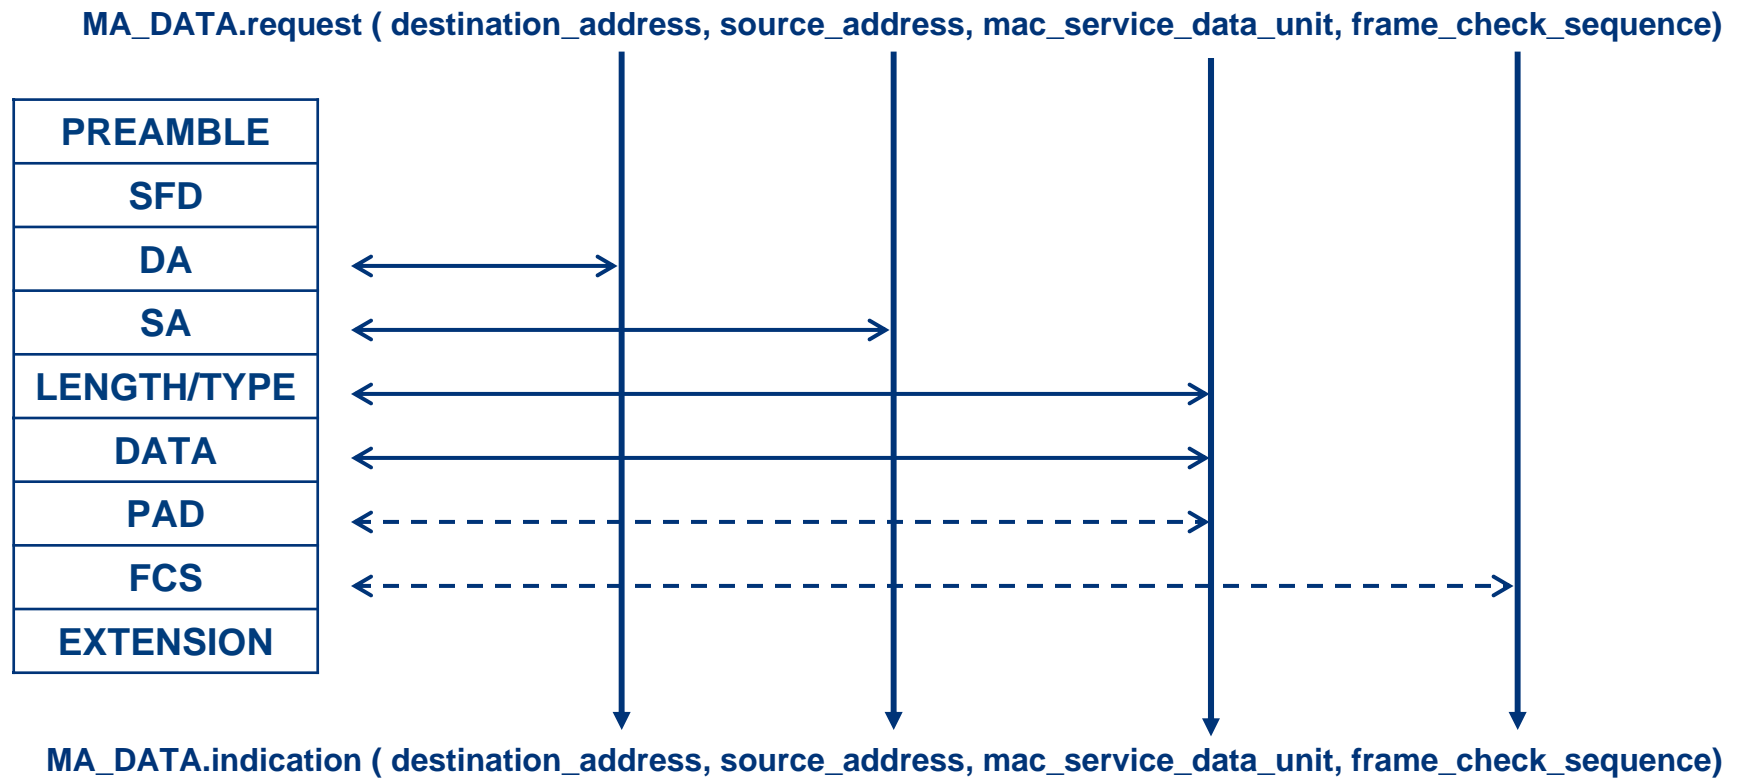 MA_DATA.request ( destination_address, source_address, mac_service_data_unit, frame_check_sequence)
PREAMBLE
SFD
DA
SA
LENGTH/TYPE
DATA
PAD
FCS
EXTENSION
MA_DATA.indication ( destination_address, source_address, mac_service_data_unit, frame_check_sequence)